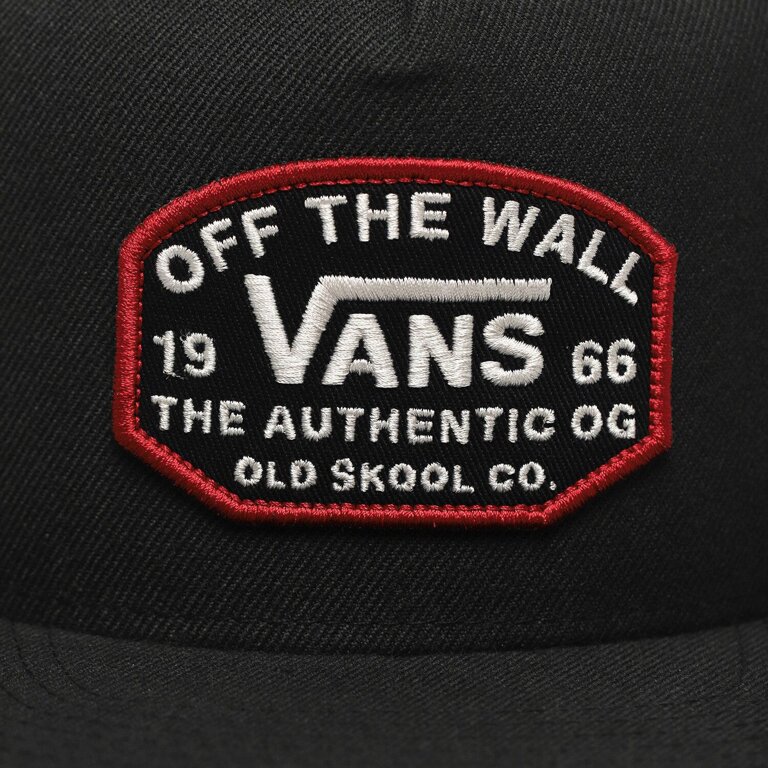 OFF THE WALL
VANS
19 66
THE AUTHENTIC OG
OLD SKOOL CO.